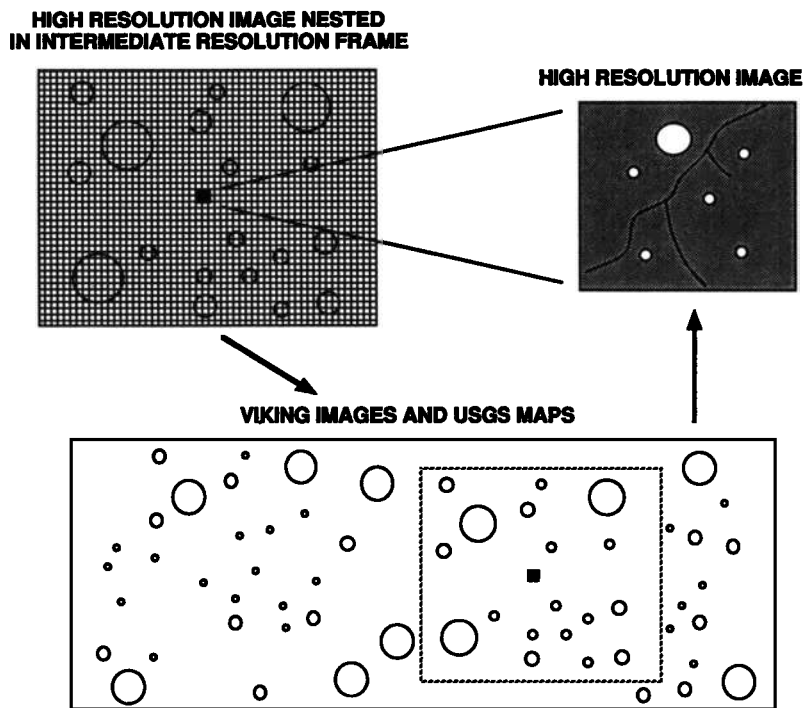 HIGH RESOLUTION IMAGE NESTED
IN INTERMEDIATE RESOLUTION FRAME
HIGH RESOLUTION IMAGE
VIKING IMAGES AND USGS MAPS